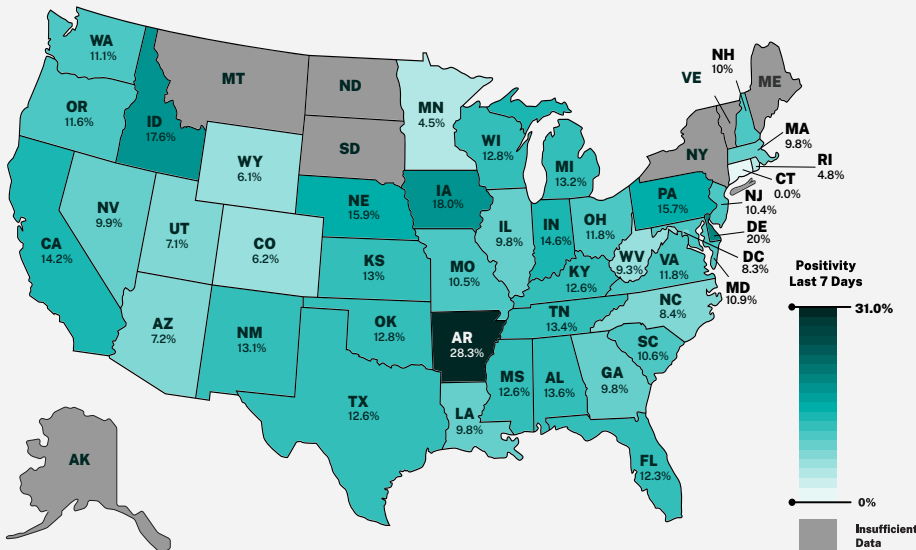 WA
11.1%
OR
11.6%
ID
17.6%
MT
ND
SD
MN
4.5%
WI
12.8%
MI
13.2%
VE
NH
10%
ME
MA
9.8%
RI
4.8%
CT
0.0%
NY
NJ
10.4%
PA
15.7%
DE
20%
DC
8.3%
MD
10.9%
WY
6.1%
NE
15.9%
IA
18.0%
NV
9.9%
UT
7.1%
CO
6.2%
CA
14.2%
KS
13%
MO
10.5%
IL
9.8%
IN
14.6%
OH
11.8%
WV
9.3%
VA
11.8%
KY
12.6%
NC
8.4%
TN
13.4%
SC
10.6%
AZ
7.2%
NM
13.1%
OK
12.8%
AR
28.3%
TX
12.6%
LA
9.8%
MS
12.6%
AL
13.6%
GA
9.8%
FL
12.3%
AK
Positivity
Last 7 Days
31.0%
0%
Insufficient
Data